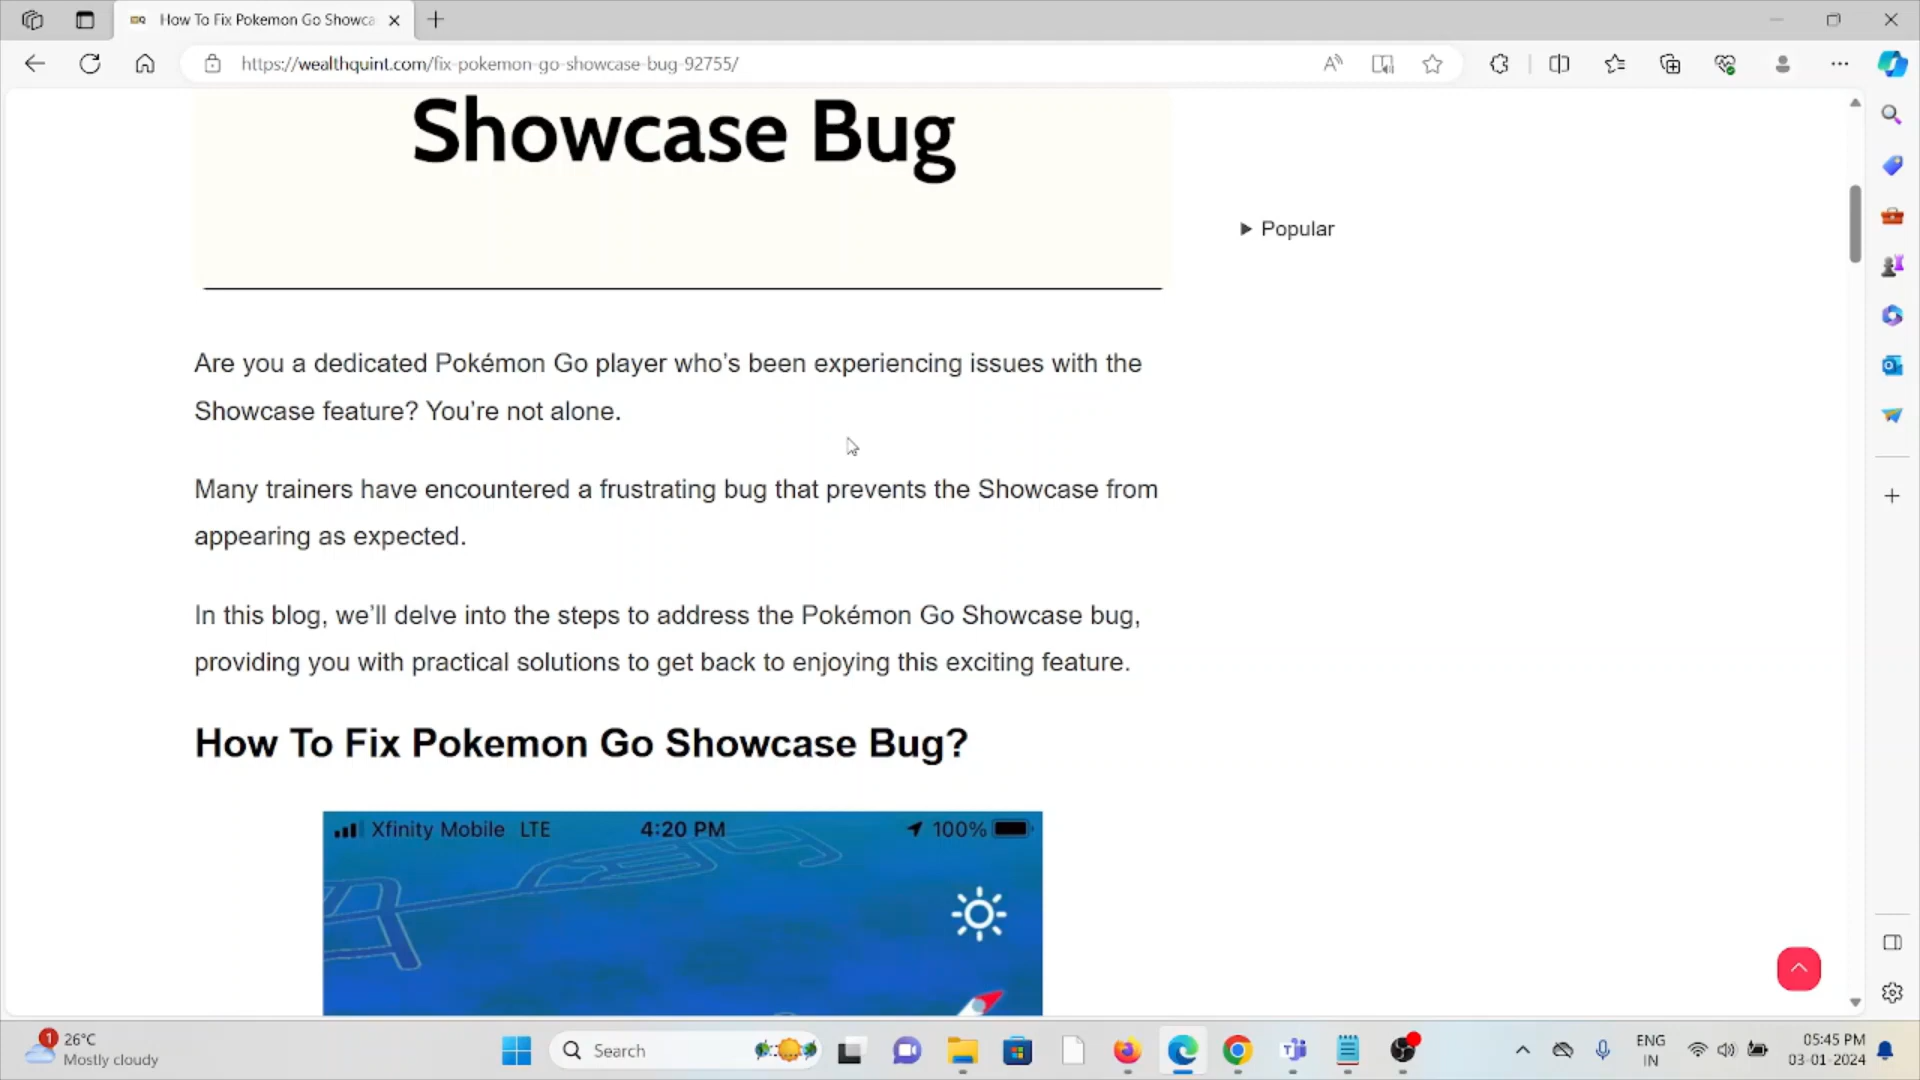 How To Fix Pokemon Go Showca
https://wealthquint.com/fix-pokemon-go-showcase-bug-92755/
Showcase Bug
Popular
Are you a dedicated Pokémon Go player who's been experiencing issues with the
Showcase feature? You're not alone.
Many trainers have encountered a frustrating bug that prevents the Showcase from
appearing as expected.
In this blog, we'll delve into the steps to address the Pokémon Go Showcase bug,
providing you with practical solutions to get back to enjoying this exciting feature.
How To Fix Pokemon Go Showcase Bug?
Xfinity Mobile LTE 4:20 PM 100%
1
26°C
Mostly cloudy
Search
ENG
IN
05:45 PM
03-01-2024